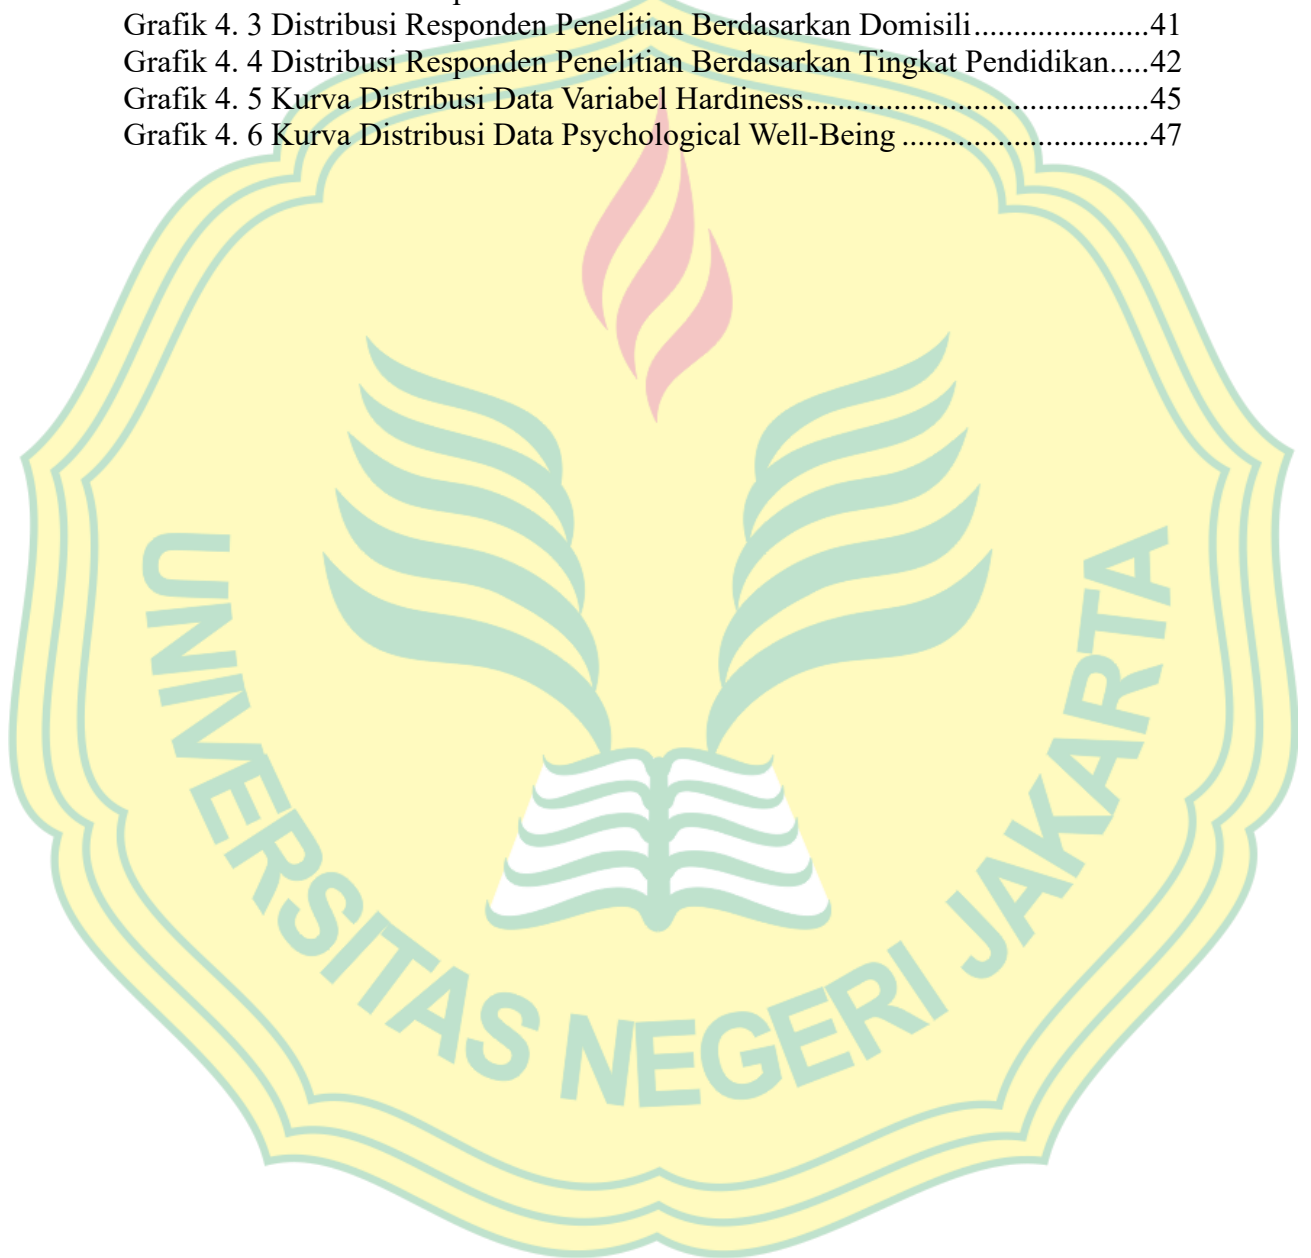 Grafik 4. 3 Distribusi Responden Penelitian Berdasarkan Domisili......................41
Grafik 4. 4 Distribusi Responden Penelitian Berdasarkan Tingkat Pendidikan.....42
Grafik 4. 5 Kurva Distribusi Data Variabel Hardiness...........................................45
Grafik 4. 6 Kurva Distribusi Data Psychological Well-Being ...............................47
UNIVERSITAS NEGERI JAKARTA